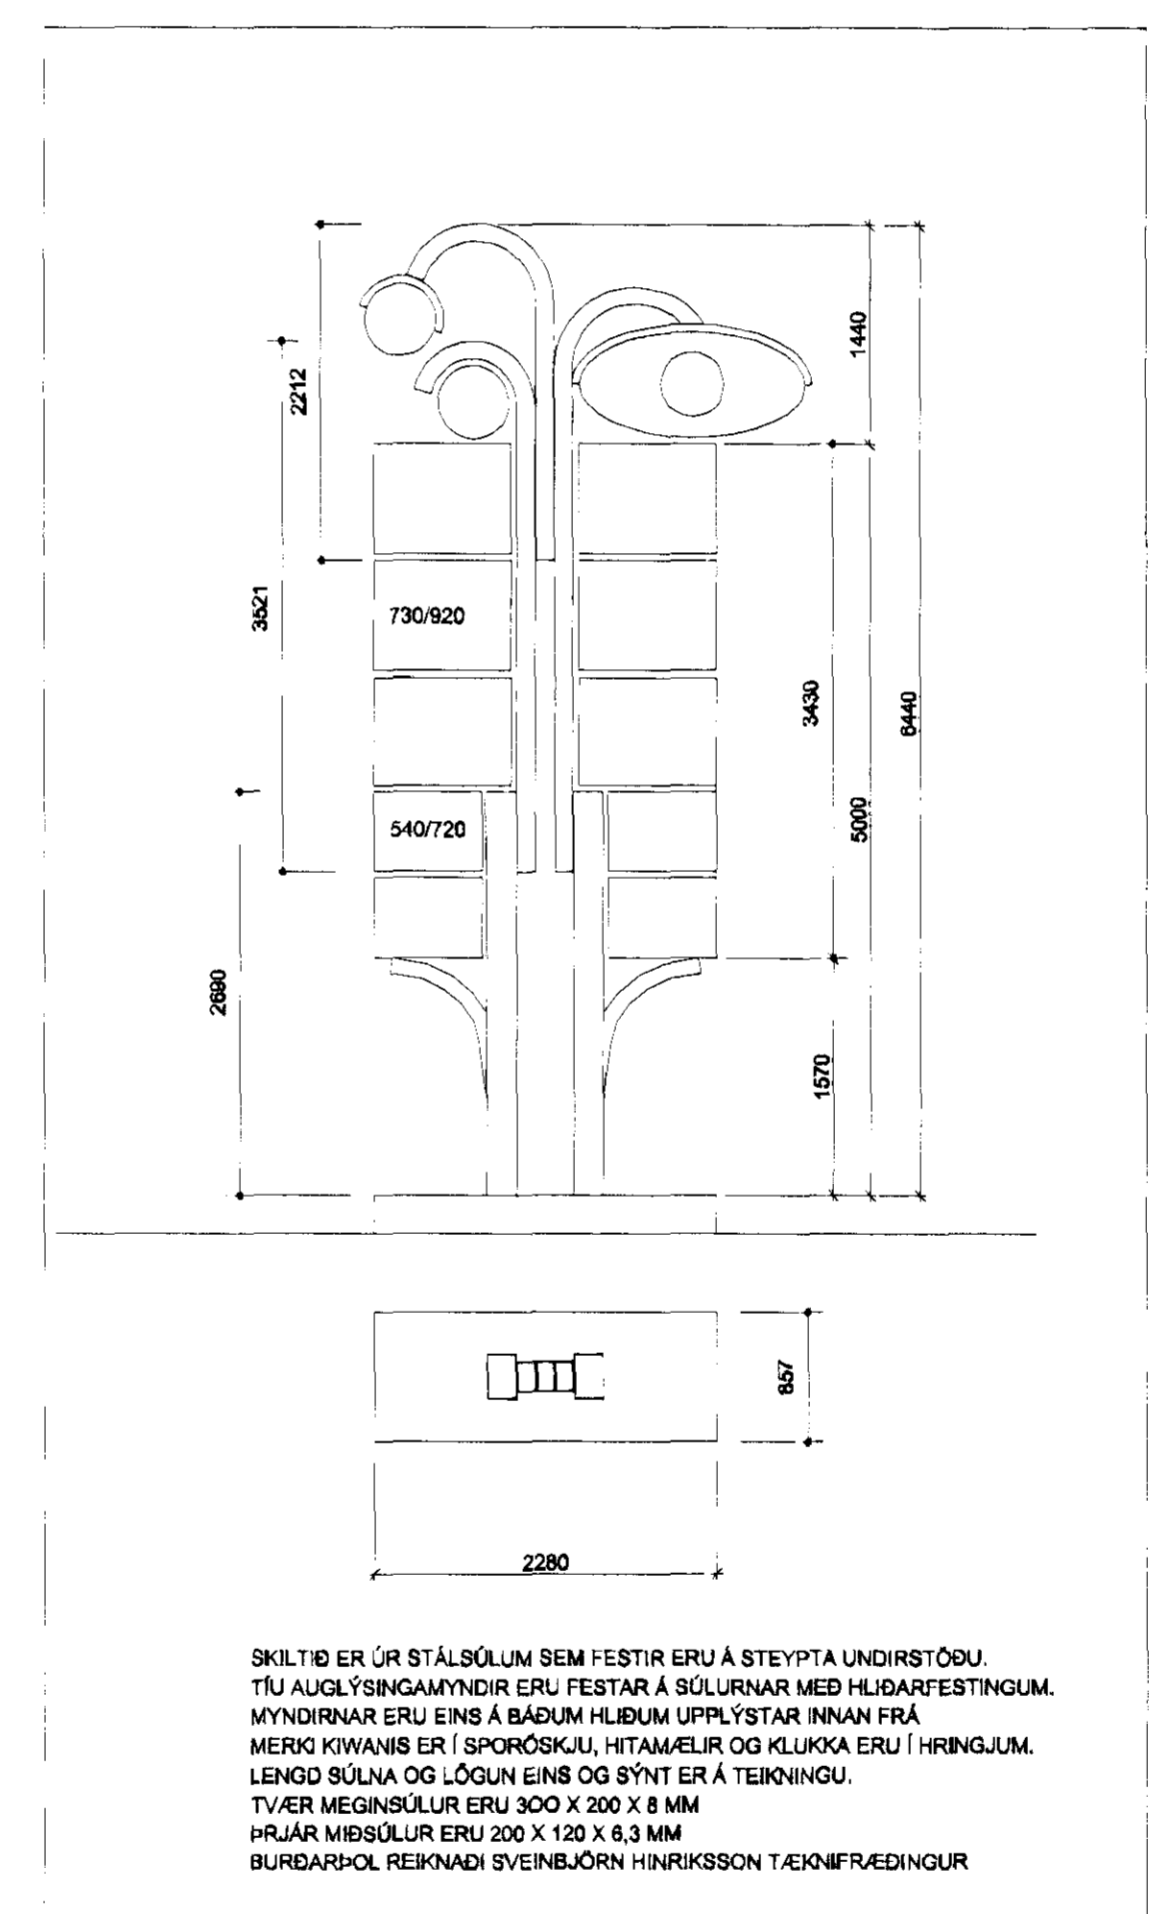 1440
2212
3521
730/920
3430
6440
5000
540/720
2690
1570
857
2280
SKILTIÐ ER ÚR STÁLSÚLUM SEM FESTIR ERU Á STEYPTA UNDIRSTÖÐU.
TÍU AUGLÝSINGAMYNDIR ERU FESTAR Á SÚLURNAR MEÐ HLIÐARFESTINGUM.
MYNDIRNAR ERU EINS Á BÁÐUM HLIÐUM UPPLÝSTAR INNAN FRÁ
MERKI KIWANIS ER Í SPORÖSKJU, HITAMÆLIR OG KLUKKA ERU Í HRINGJUM.
LENGD SÚLNA OG LÖGUN EINS OG SÝNT ER Á TEIKNINGU.
TVÆR MEGINSÚLUR ERU 3OO X 200 X 8 MM
ÞRJÁR MIÐSÚLUR ERU 200 X 120 X 6,3 MM
BURÐARÞOL REIKNAÐI SVEINBJÖRN HINRIKSSON TÆKNIFRÆÐINGUR